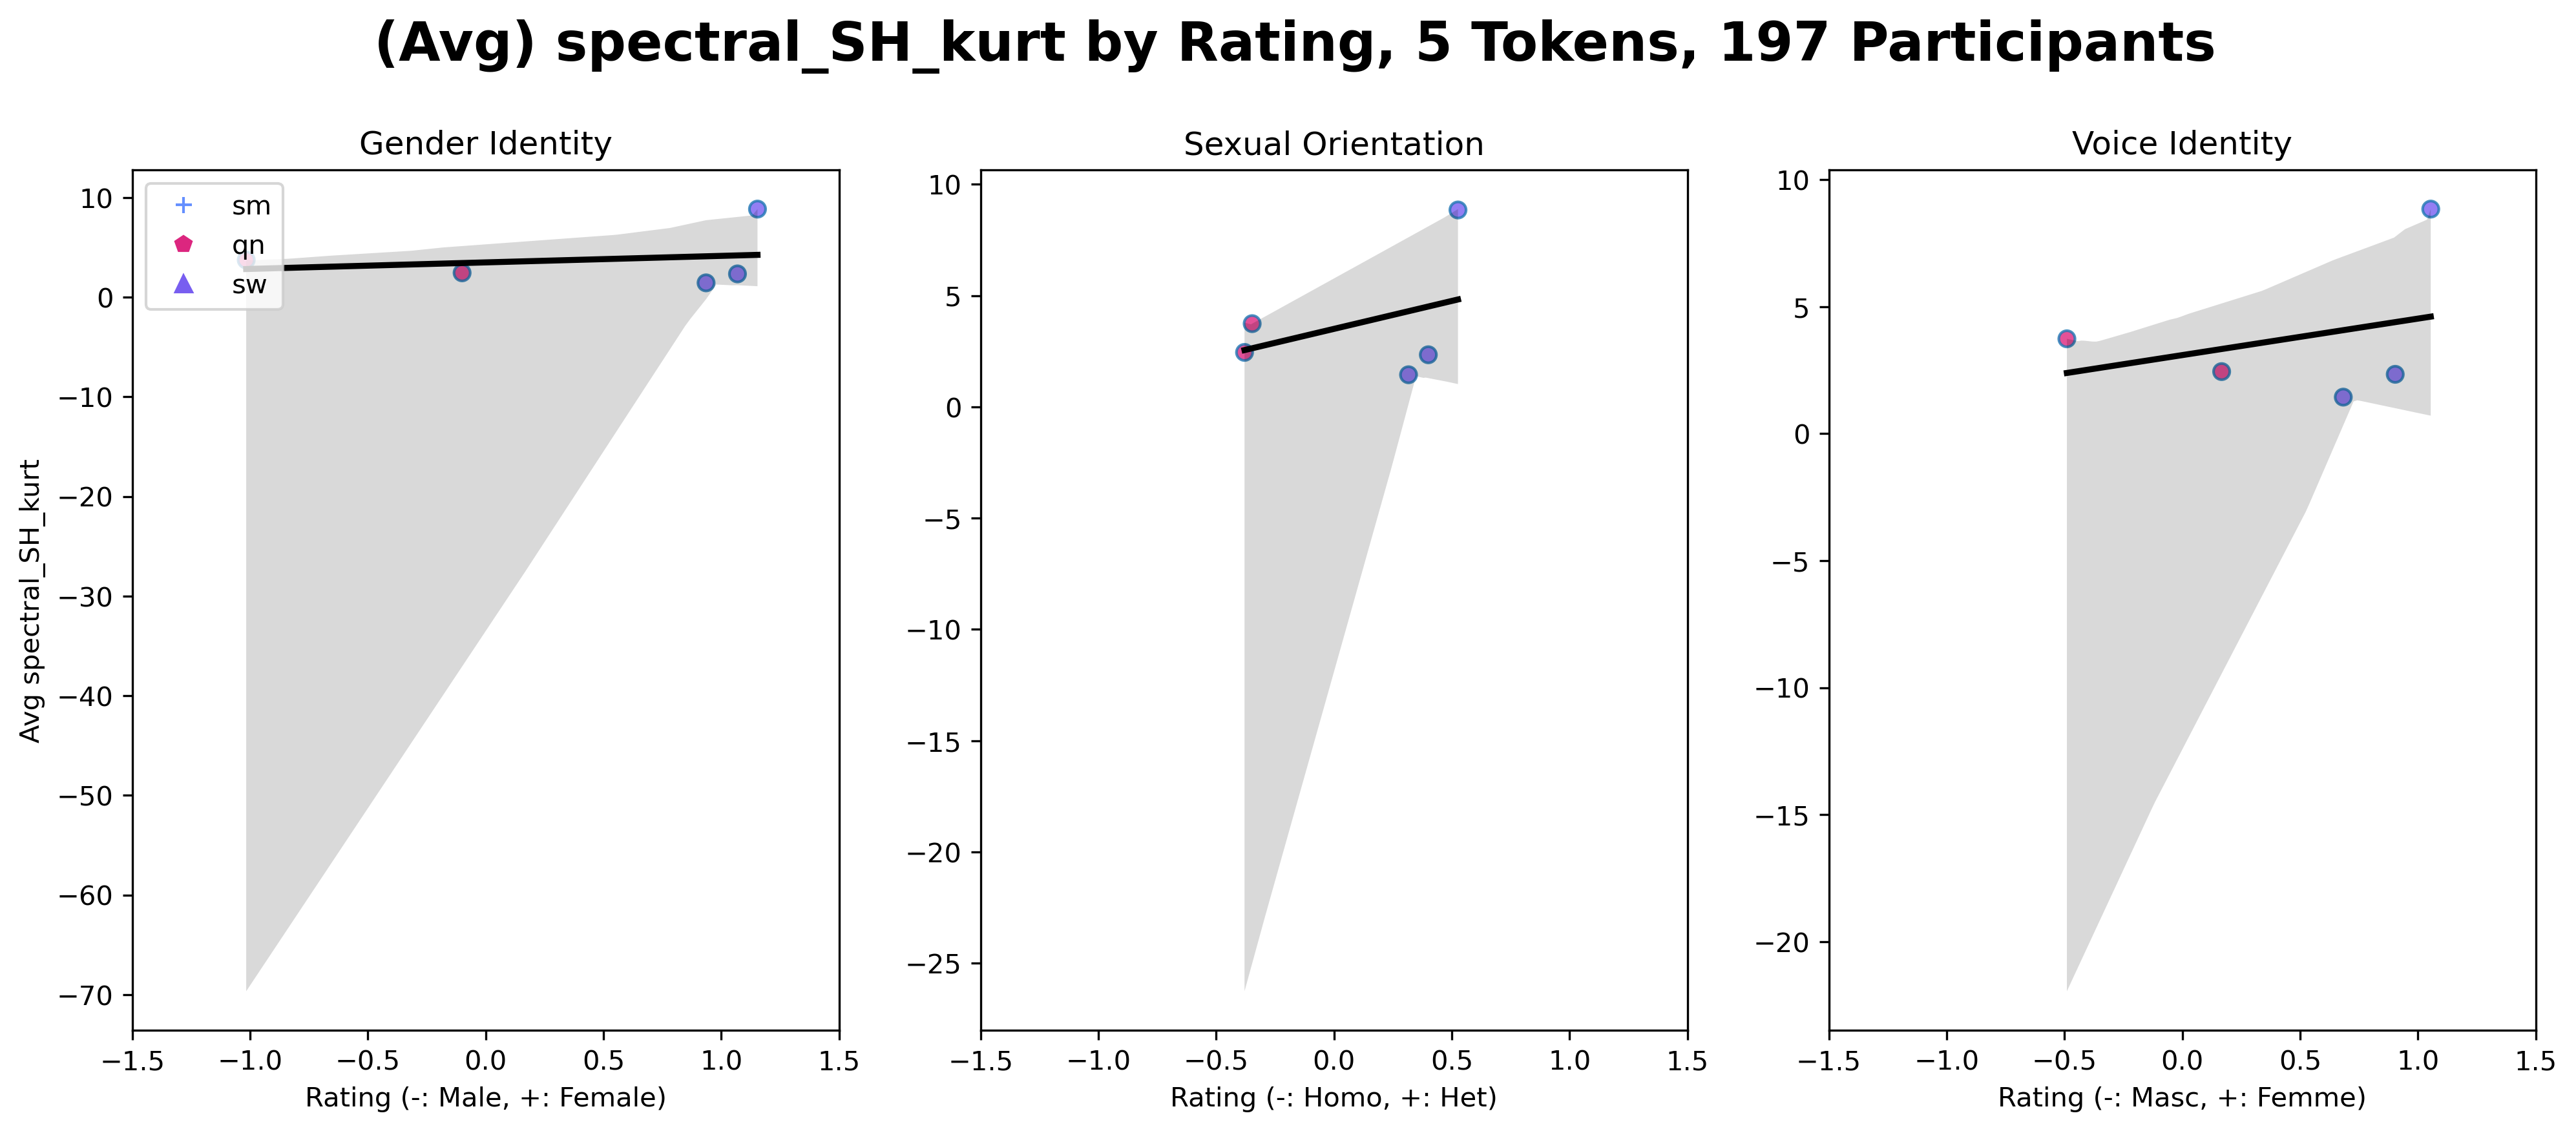 (Avg) spectral_SH_kurt by Rating, 5 Tokens, 197 Participants
Gender Identity
sm
qn
sw
10
0
−10
−20
−30
−40
−50
−60
−70
Avg spectral_SH_kurt
−1.5 −1.0 −0.5 0.0 0.5 1.0 1.5
Rating (-: Male, +: Female)
Sexual Orientation
10
5
0
−5
−10
−15
−20
−25
−1.5 −1.0 −0.5 0.0 0.5 1.0 1.5
Rating (-: Homo, +: Het)
Voice Identity
10
5
0
−5
−10
−15
−20
−1.5 −1.0 −0.5 0.0 0.5 1.0 1.5
Rating (-: Masc, +: Femme)